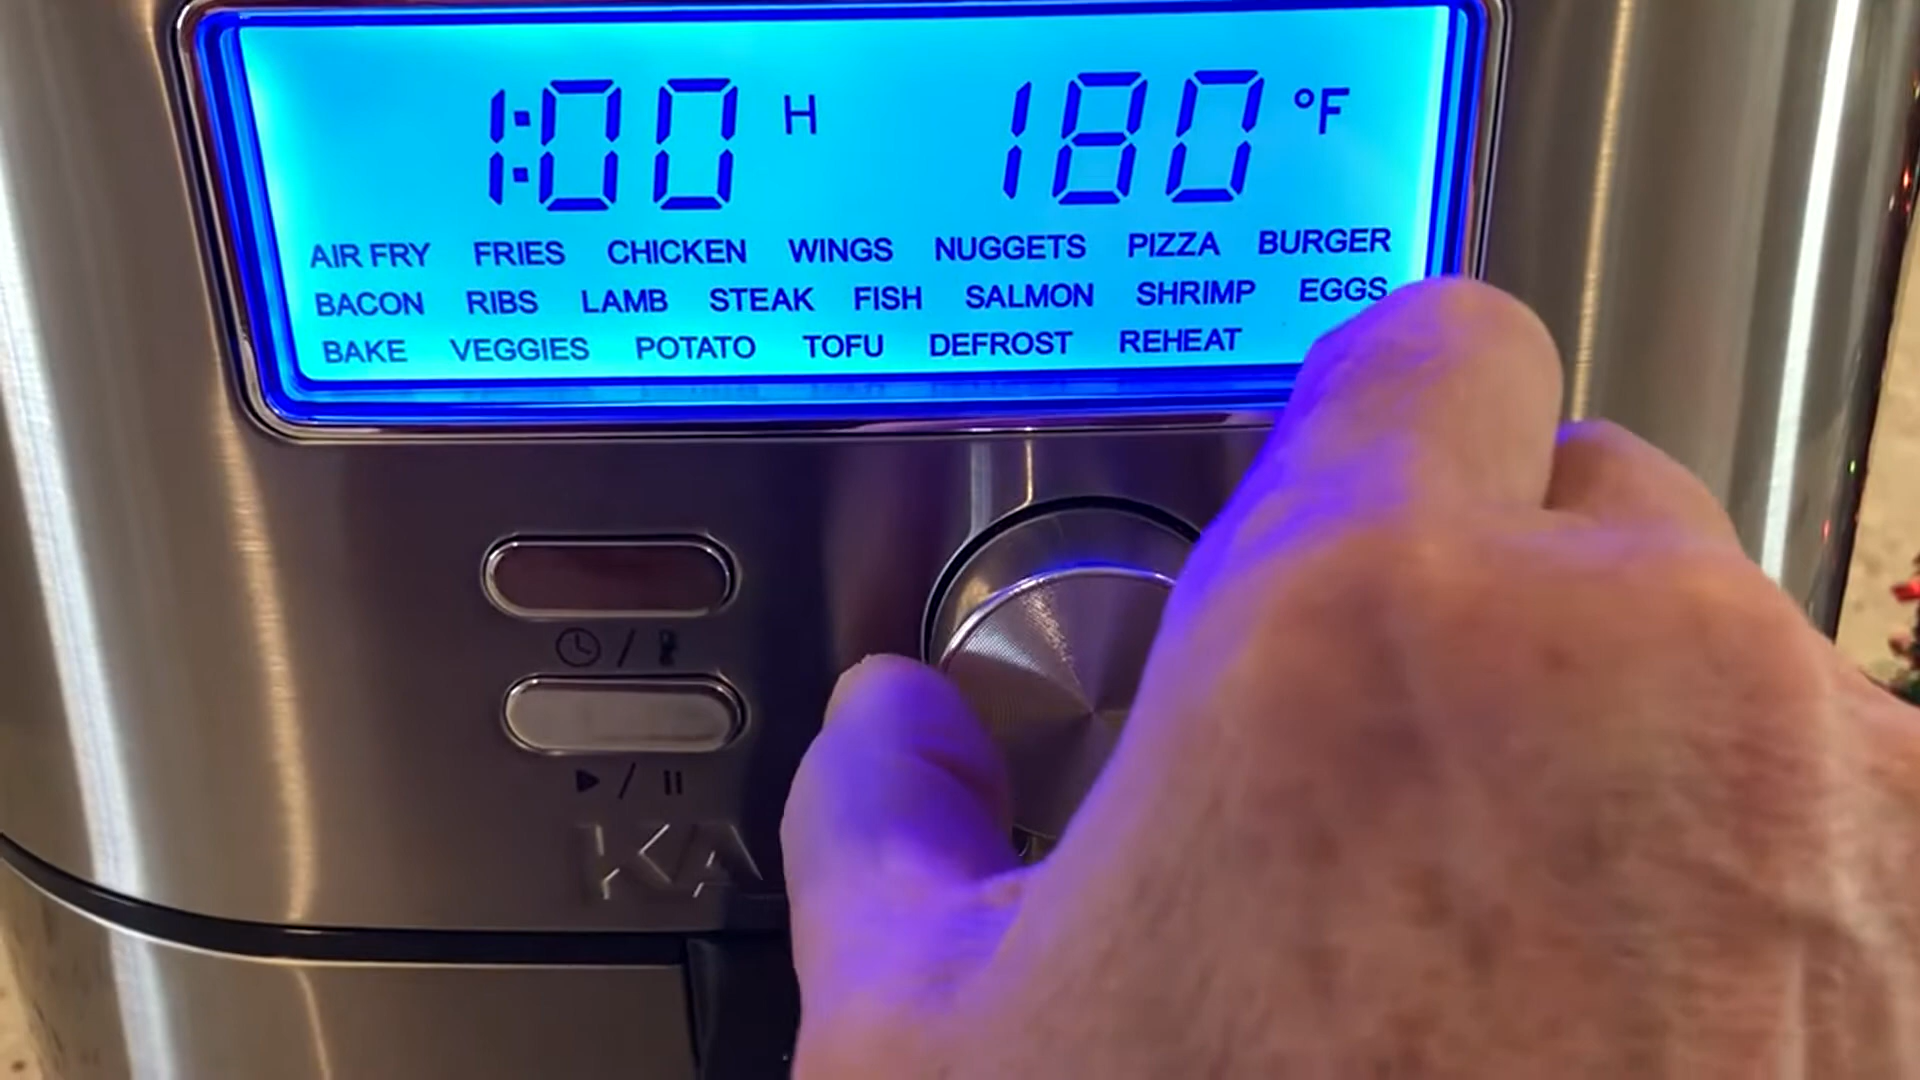 1:00 H 180 °F
AIR FRY FRIES CHICKEN WINGS NUGGETS PIZZA BURGER
BACON RIBS LAMB STEAK FISH SALMON SHRIMP EGGS
BAKE VEGGIES POTATO TOFU DEFROST REHEAT
KA